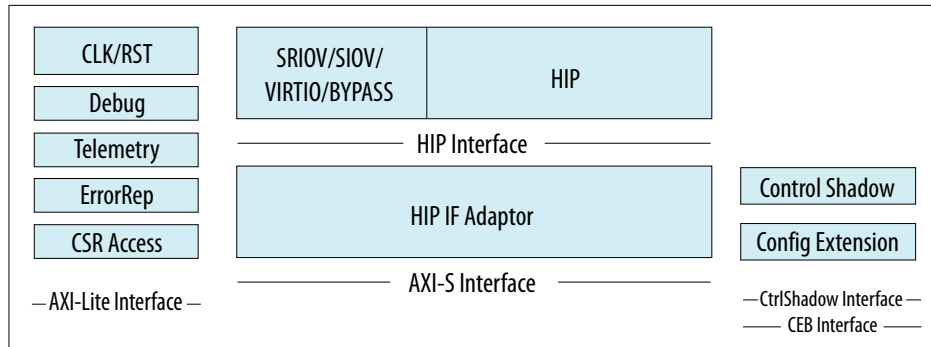 CLK/RST
Debug
Telemetry
ErrorRep
CSR Access
AXI-Lite Interface
SRIOV/SIOV/
VIRTIO/BYPASS
HIP
HIP Interface
HIP IF Adaptor
AXI-S Interface
Control Shadow
Config Extension
CtrlShadow Interface
CEB Interface